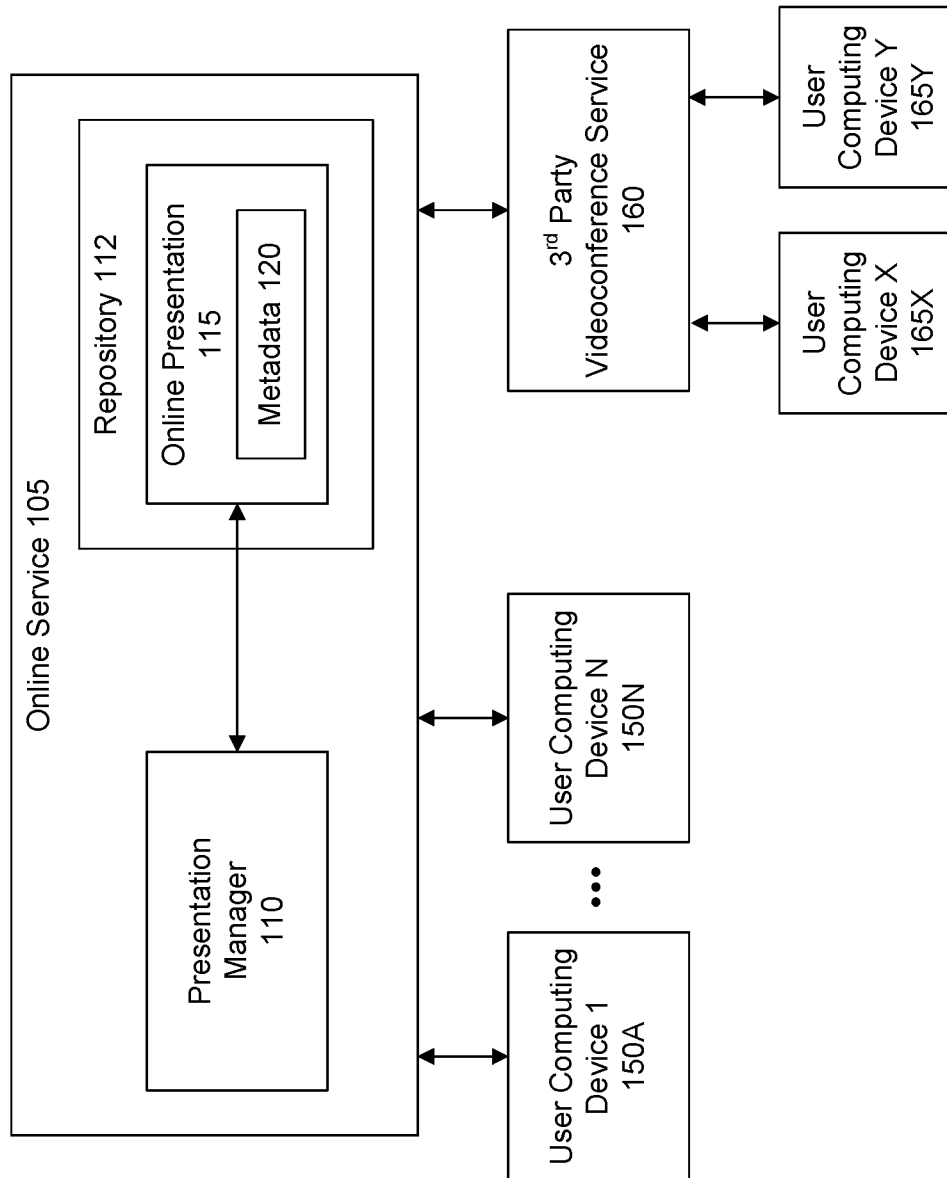 Online Service 105
Presentation
Manager
110
Repository 112
Online Presentation
115
Metadata 120
User Computing
Device 1
150A
•••
User Computing
Device N
150N
3rd Party
Videoconference Service
160
User
Computing
Device X
165X
User
Computing
Device Y
165Y